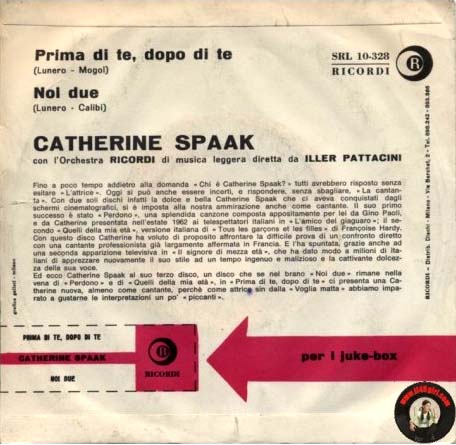 Prima di te, dopo di te
(Lunero - Mogol)
Noi due
(Lunero - Calibi)
SRL 10-328
RICORDI
R
CATHERINE SPAAK
con l'Orchestra RICORDI di musica leggera diretta da ILLER PATTACINI
Fino a poco tempo addietro alla domanda « Chi è Catherine Spaak? » tutti avrebbero risposto senza
esitare « L'attrice ». Oggi si può anche essere incerti, e rispondere, senza sbagliare, « La cantan-
ta ». Con due soli dischi infatti la dolce e bella Catherine Spaak che ci aveva conquistati dagli
schermi cinematografici, si è imposta alla nostra ammirazione anche come cantante. Il suo primo
successo è stato « Perdono », una splendida canzone composta appositamente per lei da Gino Paoli,
e da Catherine presentata nell'estate 1962 ai telespettatori italiani in « L'amico del giaguaro »; il se-
condo « Quelli della mia età », versione italiana di « Tous les garçons et les filles » di Françoise Hardy.
Con questo disco Catherine ha voluto di proposito affrontare la difficile prova di un confronto diretto
con una cantante professionista già largamente affermata in Francia. E l'ha spuntata, grazie anche ad
una seconda apparizione televisiva in « Il signore di mezza età », che ha dato modo a milioni di ita-
liani di apprezzare nuovamente il suo stile ad un tempo ingenuo e malizioso e la cattivante dolcez-
za della sua voce.
Ed ecco Catherine Spaak al suo terzo disco, un disco che se nel brano « Noi due » rimane nella
vena di « Perdono » e di « Quelli della mia età », in « Prima di te, dopo di te » ci presenta una Ca-
therine nuova, almeno come cantante, perchè come attrice sin dalla « Voglia matta » abbiamo impa-
rato a gustarne le interpretazioni un po' « piccanti ».
RICORDI - Distrib. Dischi - Milano - Via Berchet, 2 - Tel.
PRIMA DI TE, DOPO DI TE
CATHERINE SPAAK
NOI DUE
R
RICORDI
per i juke-box
www.il45giri.com